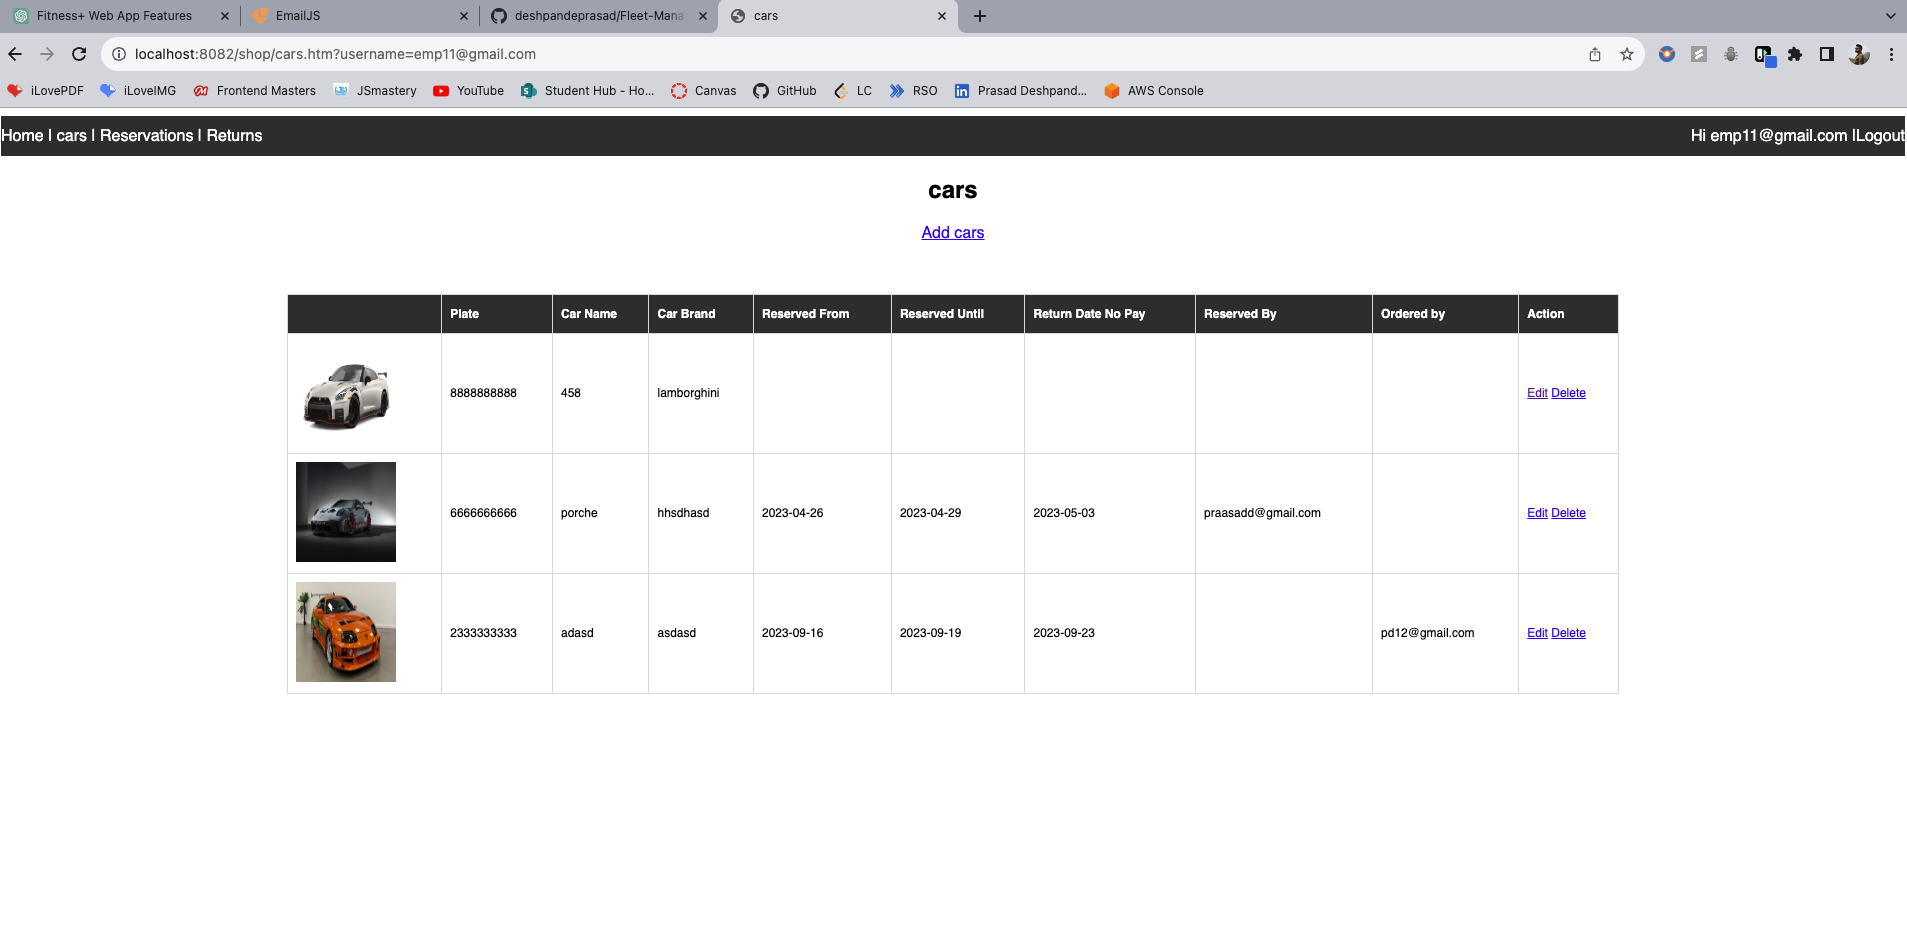 Fitness+ Web App Features
EmailJS
deshpandeprasad/Fleet-Mana
cars
localhost:8082/shop/cars.htm?username=emp11@gmail.com
iLovePDF iLoveIMG Frontend Masters JSmastery YouTube Student Hub - Ho... Canvas GitHub LC RSO Prasad Deshpand... AWS Console
Home | cars | Reservations | Returns
Hi emp11@gmail.com |Logout
cars
Add cars
Plate Car Name Car Brand Reserved From Reserved Until Return Date No Pay Reserved By Ordered by Action
8888888888 458 lamborghini Edit Delete
6666666666 porche hhsdhasd 2023-04-26 2023-04-29 2023-05-03 praasadd@gmail.com Edit Delete
2333333333 adasd asdasd 2023-09-16 2023-09-19 2023-09-23 pd12@gmail.com Edit Delete